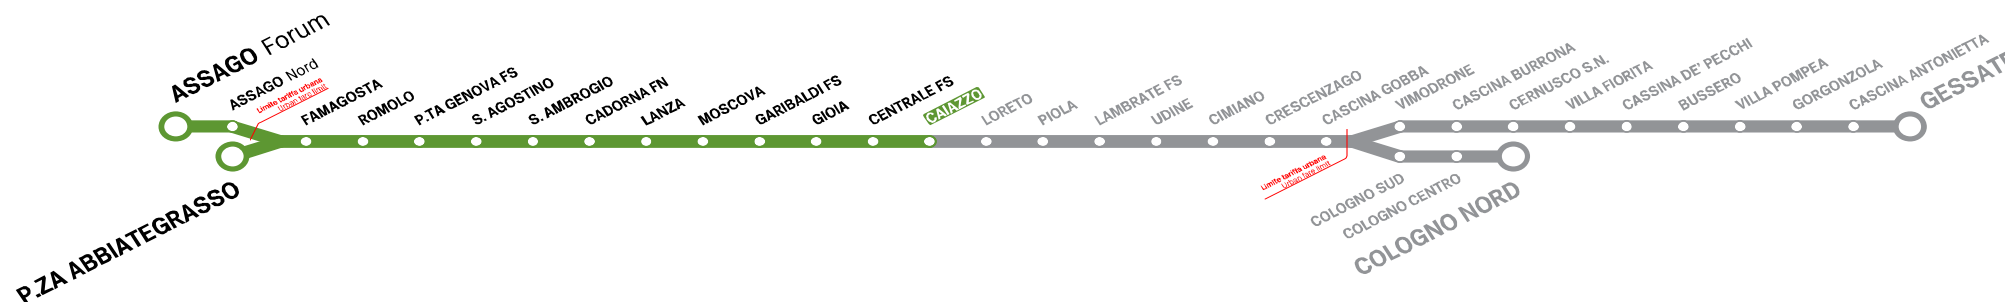 ASSAGO Forum
ASSAGO Nord
Limite tariffa urbana
Urban fare limit
P.ZA ABBIATEGRASSO
FAMAGOSTA
ROMOLO
P.TA GENOVA FS
S. AGOSTINO
S. AMBROGIO
CADORNA FN
LANZA
MOSCOVA
GARIBALDI FS
GIOIA
CENTRALE FS
CAIAZZO
LORETO
PIOLA
LAMBRATE FS
UDINE
CIMIANO
CRESCENZAGO
CASCINA GOBBA
Limite tariffa urbana
Urban fare limit
VIMODRONE
CASCINA BURRONA
CERNUSCO S.N.
VILLA FIORITA
CASSINA DE' PECCHI
BUSSERO
VILLA POMPEA
GORGONZOLA
CASCINA ANTONIETTA
GESSATE
COLOGNO SUD
COLOGNO CENTRO
COLOGNO NORD